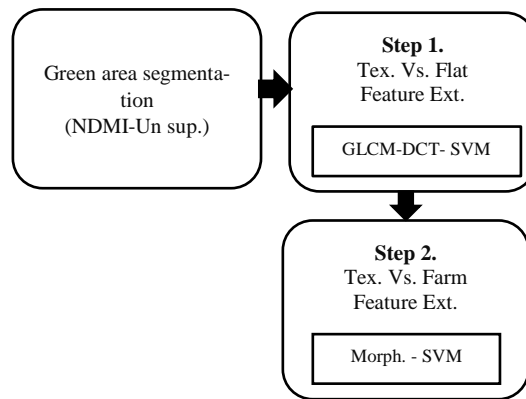 Green area segmenta-
tion
(NDMI-Un sup.)
Step 1.
Tex. Vs. Flat
Feature Ext.
GLCM-DCT- SVM
Step 2.
Tex. Vs. Farm
Feature Ext.
Morph. - SVM